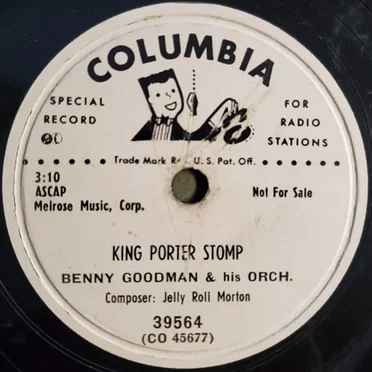 COLUMBIA
SPECIAL
RECORD
FOR
RADIO
STATIONS
Trade Mark Re . U. S. Pat. Off.
3:10
ASCAP
Melrose Music, Corp.
Not For Sale
KING PORTER STOMP
BENNY GOODMAN & his ORCH.
Composer: Jelly Roll Morton
39564
(CO 45677)